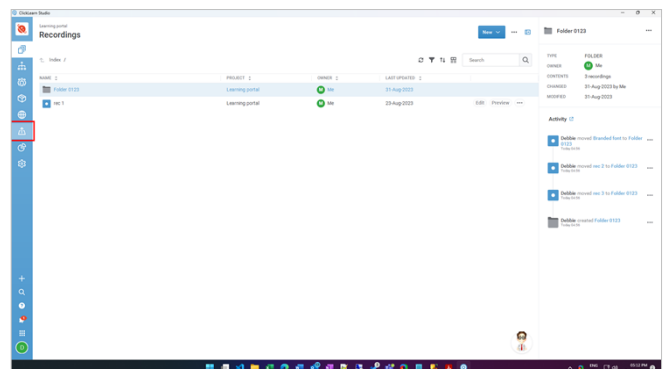 ClickLearn Studio
Learning portal
Recordings
New
Index /
Search
NAME PROJECT OWNER LAST UPDATED
Folder 0123 Learning portal M Me 31-Aug-2023
rec 1 Learning portal M Me 23-Aug-2023 Edit Preview
Folder 0123
TYPE FOLDER
OWNER M Me
CONTENTS 3 recordings
CHANGED 31-Aug-2023 by Me
MODIFIED 31-Aug-2023
Activity
Debbie moved Branded font to Folder
0123
Debbie moved rec 2 to Folder 0123
Debbie moved rec 3 to Folder 0123
Debbie created Folder 0123
ENG